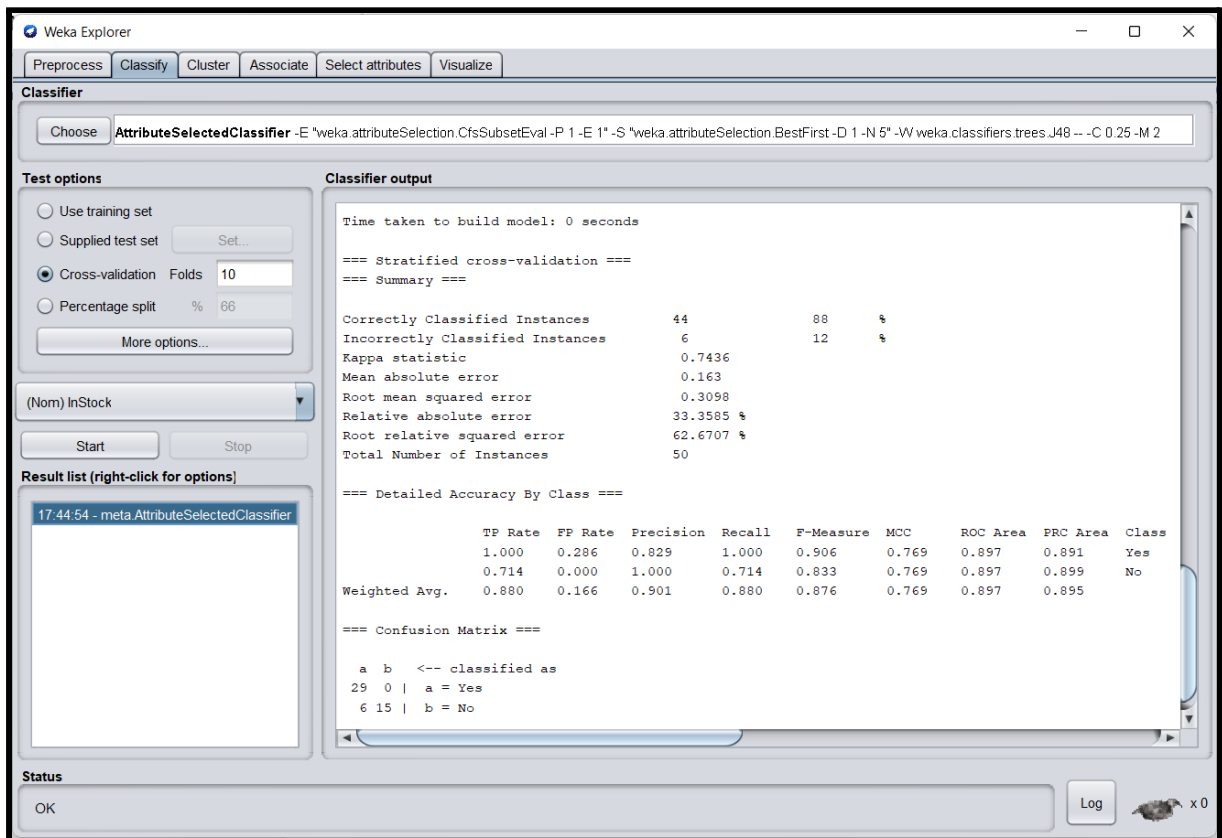 Weka Explorer
Preprocess Classify Cluster Associate Select attributes Visualize
Classifier
Choose AttributeSelectedClassifier -E "weka.attributeSelection.CfsSubsetEval -P 1 -E 1" -S "weka.attributeSelection.BestFirst -D 1 -N 5" -W weka.classifiers.trees.J48 -- -C 0.25 -M 2
Test options
Use training set
Supplied test set Set...
Cross-validation Folds 10
Percentage split % 66
More options...
(Nom) InStock
Start Stop
Result list (right-click for options)
17:44:54 - meta.AttributeSelectedClassifier
Classifier output
Time taken to build model: 0 seconds
=== Stratified cross-validation ===
=== Summary ===
Correctly Classified Instances 44 88 %
Incorrectly Classified Instances 6 12 %
Kappa statistic 0.7436
Mean absolute error 0.163
Root mean squared error 0.3098
Relative absolute error 33.3585 %
Root relative squared error 62.6707 %
Total Number of Instances 50
=== Detailed Accuracy By Class ===
TP Rate FP Rate Precision Recall F-Measure MCC ROC Area PRC Area Class
1.000 0.286 0.829 1.000 0.906 0.769 0.897 0.891 Yes
0.714 0.000 1.000 0.714 0.833 0.769 0.897 0.899 No
Weighted Avg. 0.880 0.166 0.901 0.880 0.876 0.769 0.897 0.895
=== Confusion Matrix ===
a b <-- classified as
29 0 | a = Yes
6 15 | b = No
Status
OK
Log x 0